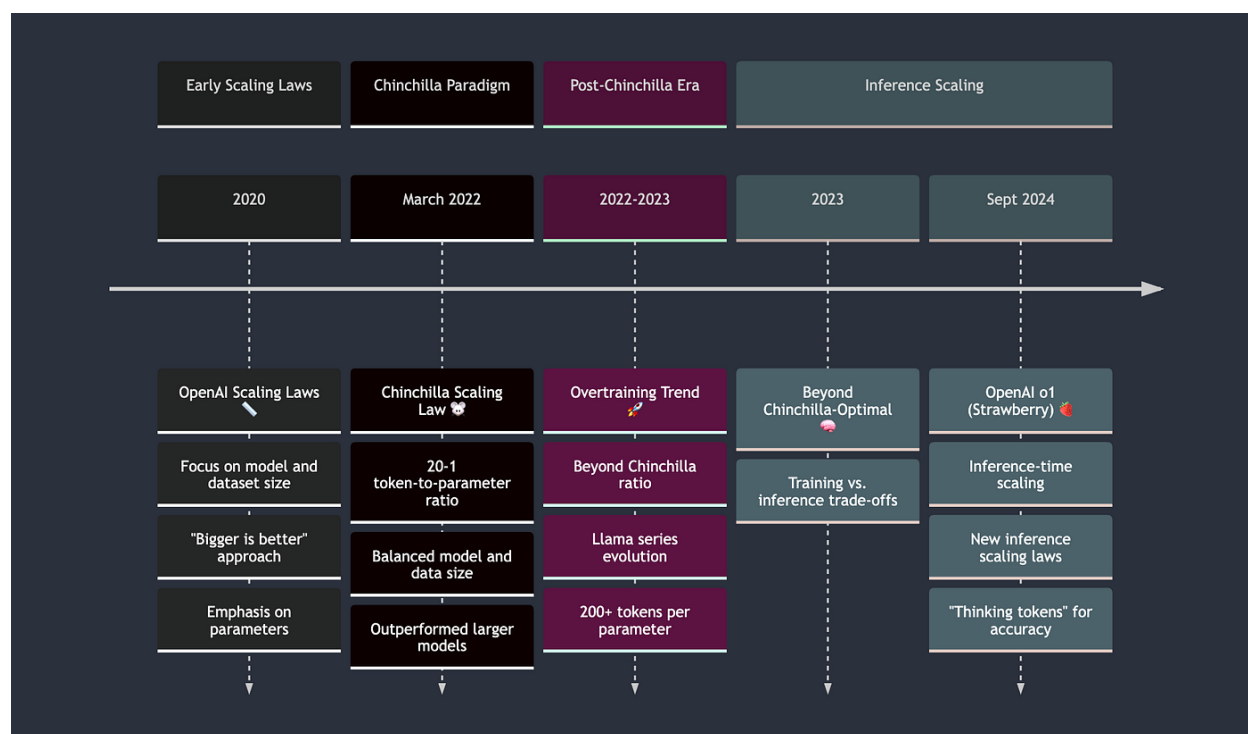 Early Scaling Laws
Chinchilla Paradigm
Post-Chinchilla Era
Inference Scaling
2020
March 2022
2022-2023
2023
Sept 2024
OpenAI Scaling Laws
📏
Focus on model and
dataset size
"Bigger is better"
approach
Emphasis on
parameters
Chinchilla Scaling
Law 🐭
20-1
token-to-parameter
ratio
Balanced model and
data size
Outperformed larger
models
Overtraining Trend
🚀
Beyond Chinchilla
ratio
Llama series
evolution
200+ tokens per
parameter
Beyond
Chinchilla-Optimal
🧠
Training vs.
inference trade-offs
OpenAI o1
(Strawberry) 🍓
Inference-time
scaling
New inference
scaling laws
"Thinking tokens" for
accuracy